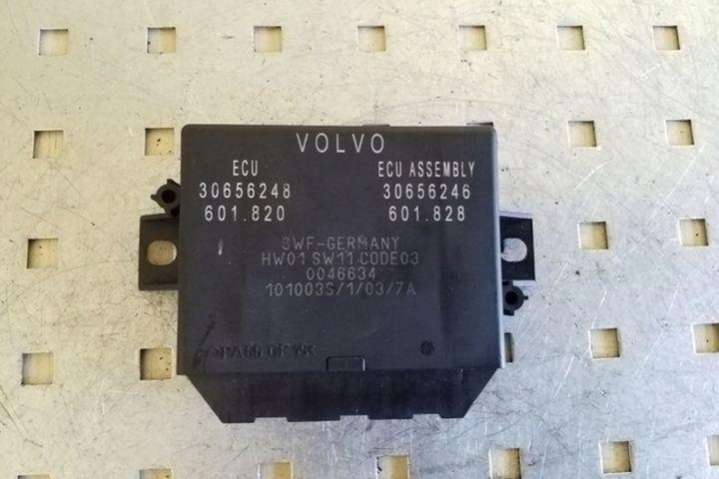 VOLVO
ECU ECU ASSEMBLY
30656248 30656246
601.820 601.828
SWF-GERMANY
HW01 SW11 CODE03
0046634
101003S/1/03/7A